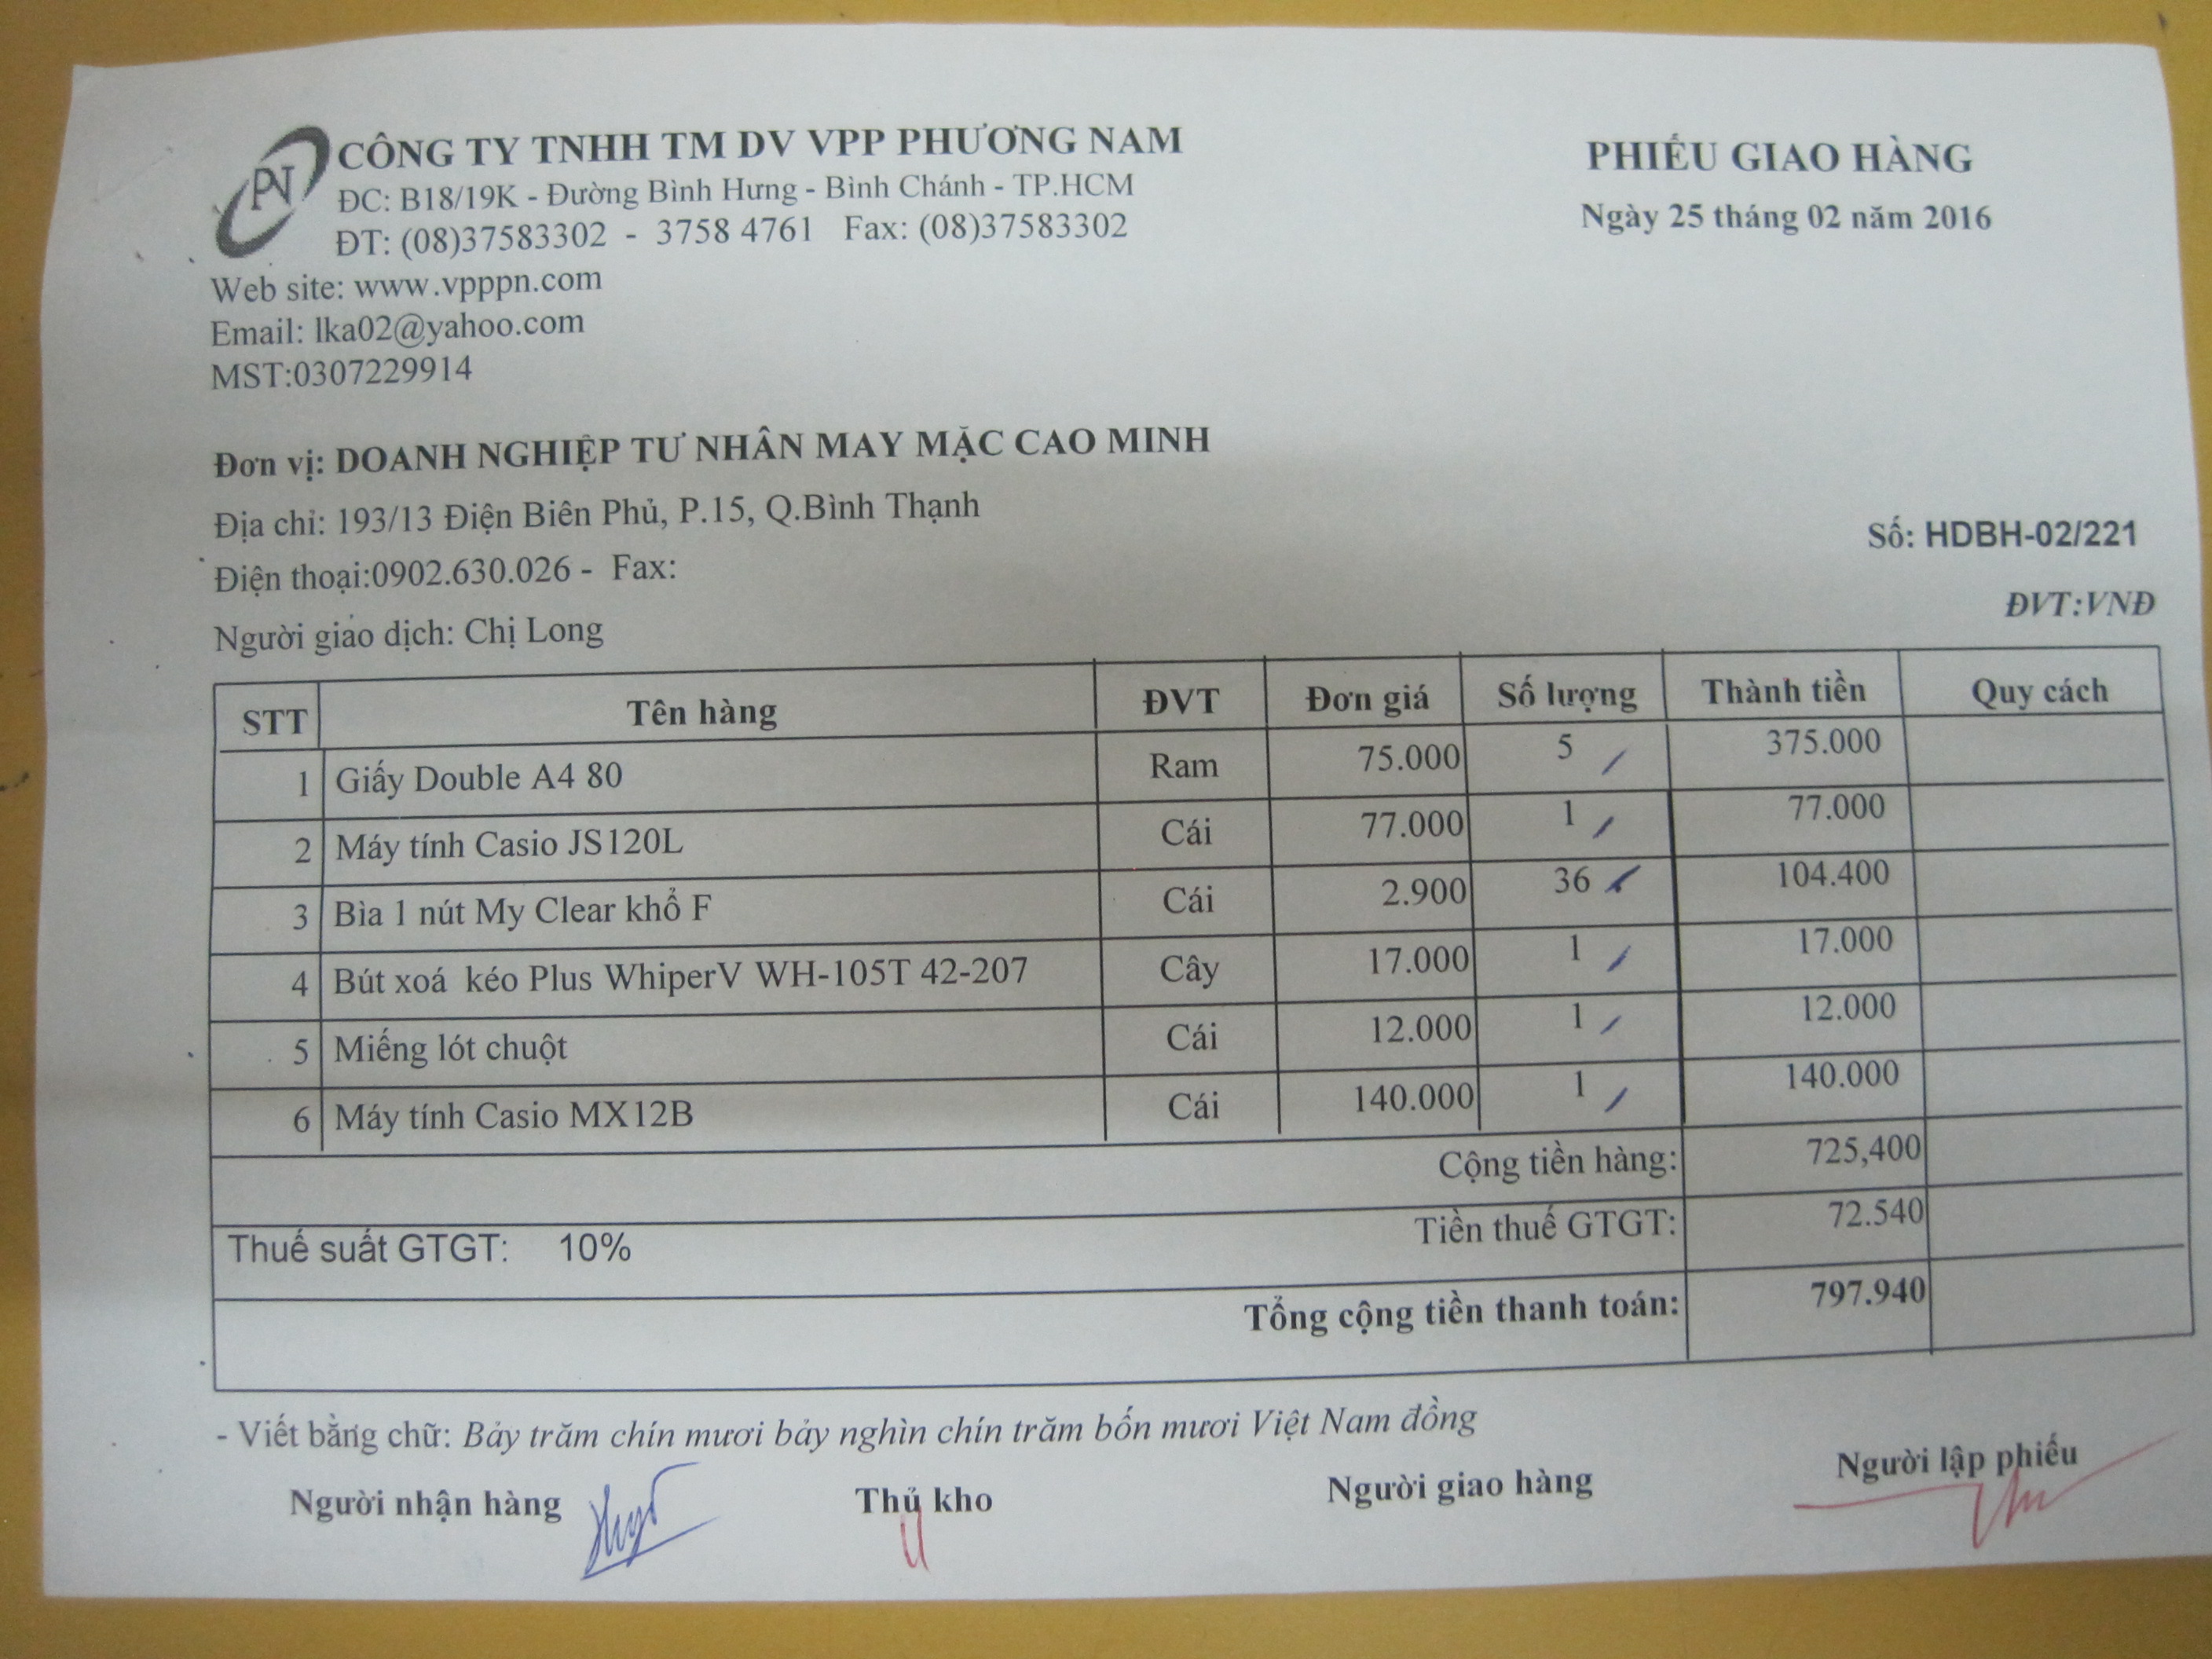 PN
CÔNG TY TNHH TM DV VPP PHƯƠNG NAM
ĐC: B18/19K - Đường Bình Hưng - Bình Chánh - TP.HCM
ĐT: (08)37583302 - 3758 4761 Fax: (08)37583302
Web site: www.vpppn.com
Email: lka02@yahoo.com
MST:0307229914
PHIẾU GIAO HÀNG
Ngày 25 tháng 02 năm 2016
Đơn vị: DOANH NGHIỆP TƯ NHÂN MAY MẶC CAO MINH
Địa chỉ: 193/13 Điện Biên Phủ, P.15, Q.Bình Thạnh
Số: HDBH-02/221
Điện thoại:0902.630.026 - Fax:
Người giao dịch: Chị Long
ĐVT:VNĐ
STT Tên hàng ĐVT Đơn giá Số lượng Thành tiền Quy cách
1 Giấy Double A4 80 Ram 75.000 5 375.000
2 Máy tính Casio JS120L Cái 77.000 1 77.000
3 Bìa 1 nút My Clear khổ F Cái 2.900 36 104.400
4 Bút xoá kéo Plus WhiperV WH-105T 42-207 Cây 17.000 1 17.000
5 Miếng lót chuột Cái 12.000 1 12.000
6 Máy tính Casio MX12B Cái 140.000 1 140.000
Cộng tiền hàng: 725,400
Thuế suất GTGT: 10% Tiền thuế GTGT: 72.540
Tổng cộng tiền thanh toán: 797.940
- Viết bằng chữ: Bảy trăm chín mươi bảy nghìn chín trăm bốn mươi Việt Nam đồng
Người nhận hàng Thủ kho Người giao hàng Người lập phiếu